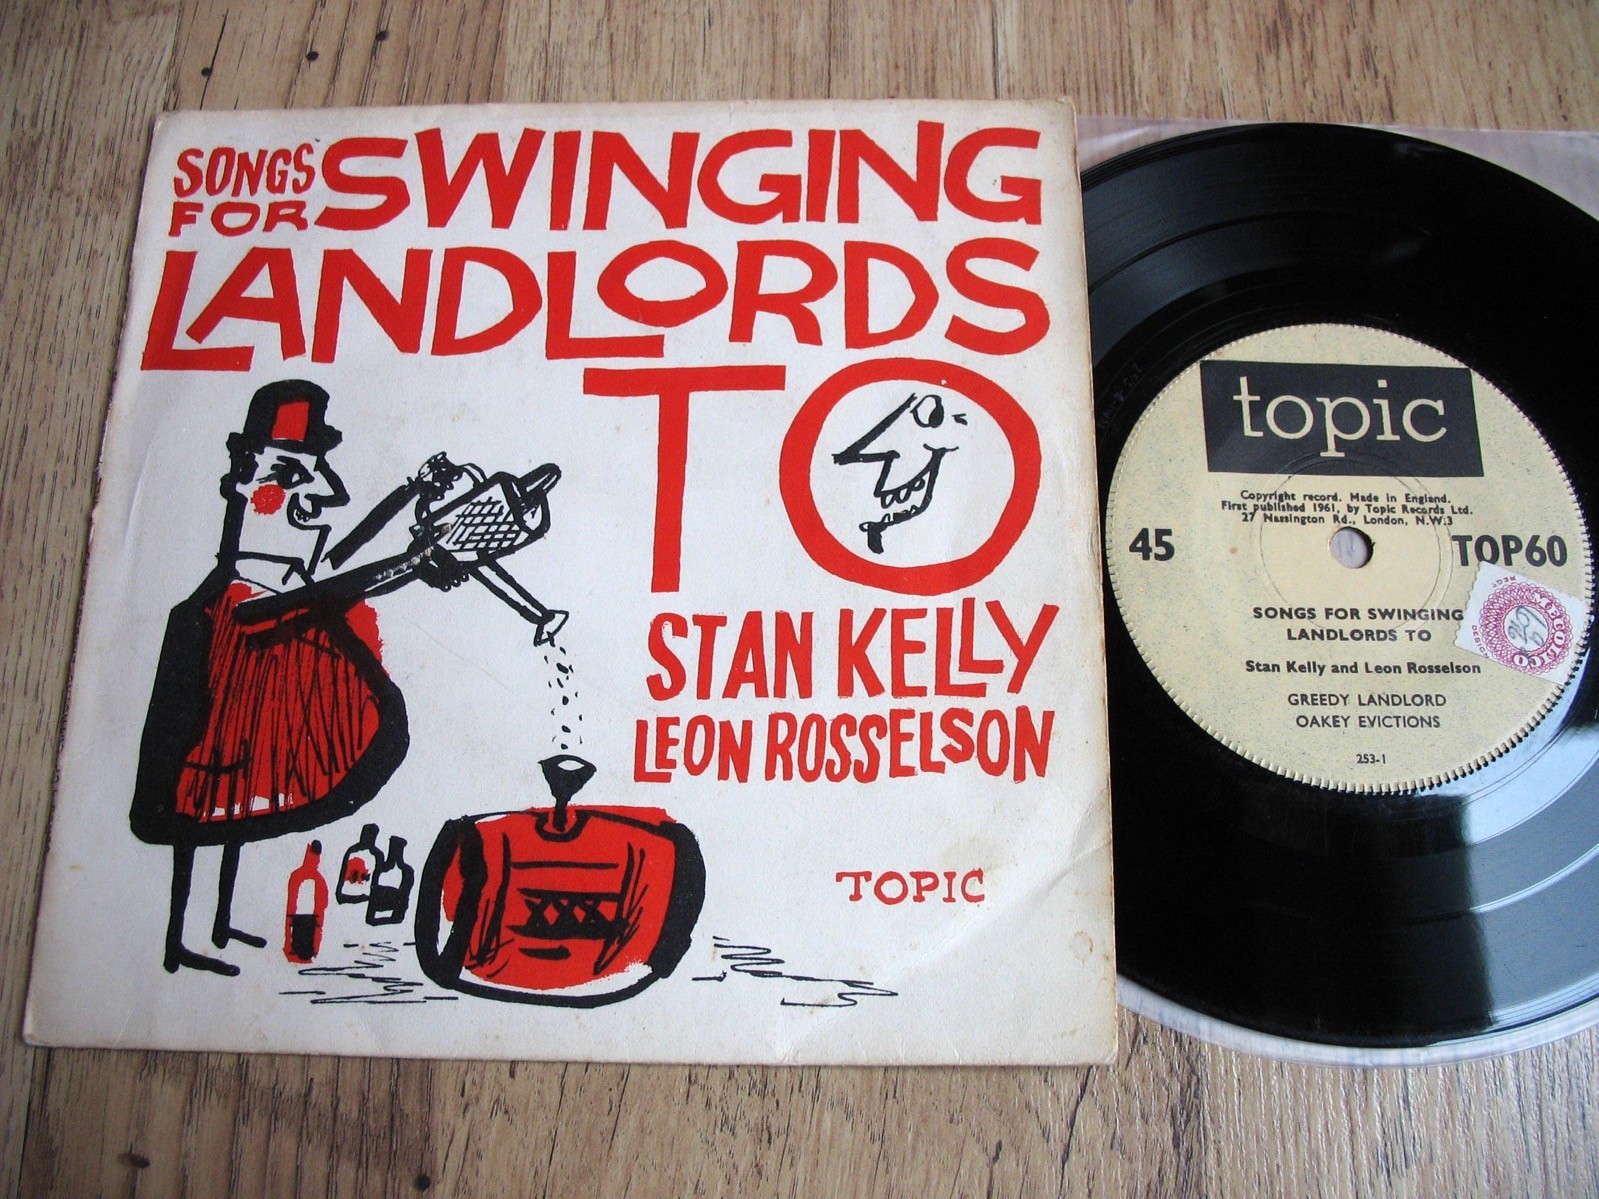 SONGS
FOR
SWINGING
LANDLORDS
TO
STAN KELLY
LEON ROSSELSON
XXX
TOPIC
topic
Copyright record. Made in England.
First published 1961, by Topic Records Ltd.
27 Nassington Rd., London, N.W.3
45
TOP60
SONGS FOR SWINGING
LANDLORDS TO
Stan Kelly and Leon Rosselson
GREEDY LANDLORD
OAKEY EVICTIONS
253-1